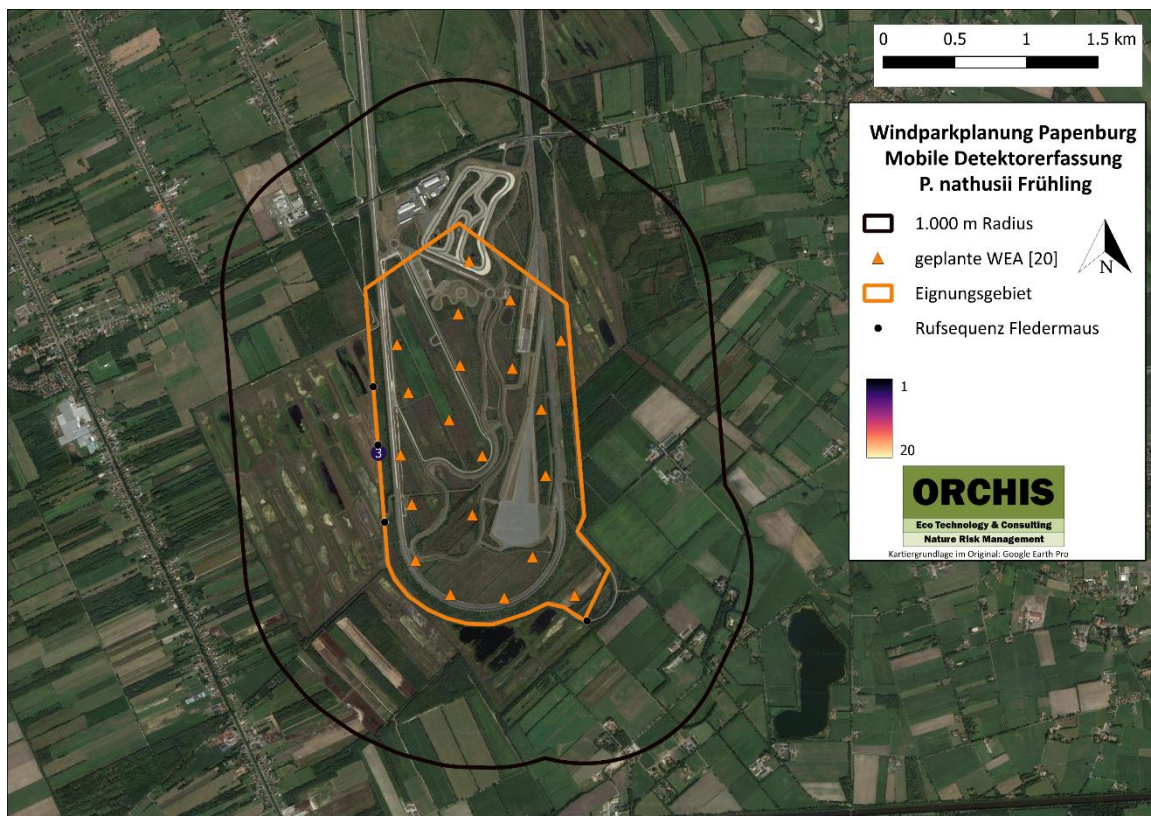 0 0.5 1 1.5 km
Windparkplanung Papenburg
Mobile Detektorerfassung
P. nathusii Frühling
1.000 m Radius
geplante WEA [20]
N
Eignungsgebiet
Rufsequenz Fledermaus
1
20
3
ORCHIS
Eco Technology & Consulting
Nature Risk Management
Kartiergrundlage im Original: Google Earth Pro